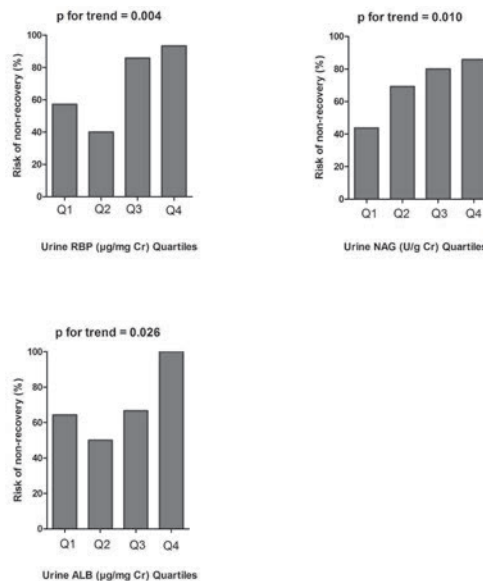 p for trend = 0.004
Risk of non-recovery (%)
100
80
60
40
20
0
Q1 Q2 Q3 Q4
Urine RBP (µg/mg Cr) Quartiles
p for trend = 0.010
Risk of non-recovery (%)
100
80
60
40
20
0
Q1 Q2 Q3 Q4
Urine NAG (U/g Cr) Quartiles
p for trend = 0.026
Risk of non-recovery (%)
100
80
60
40
20
0
Q1 Q2 Q3 Q4
Urine ALB (µg/mg Cr) Quartiles